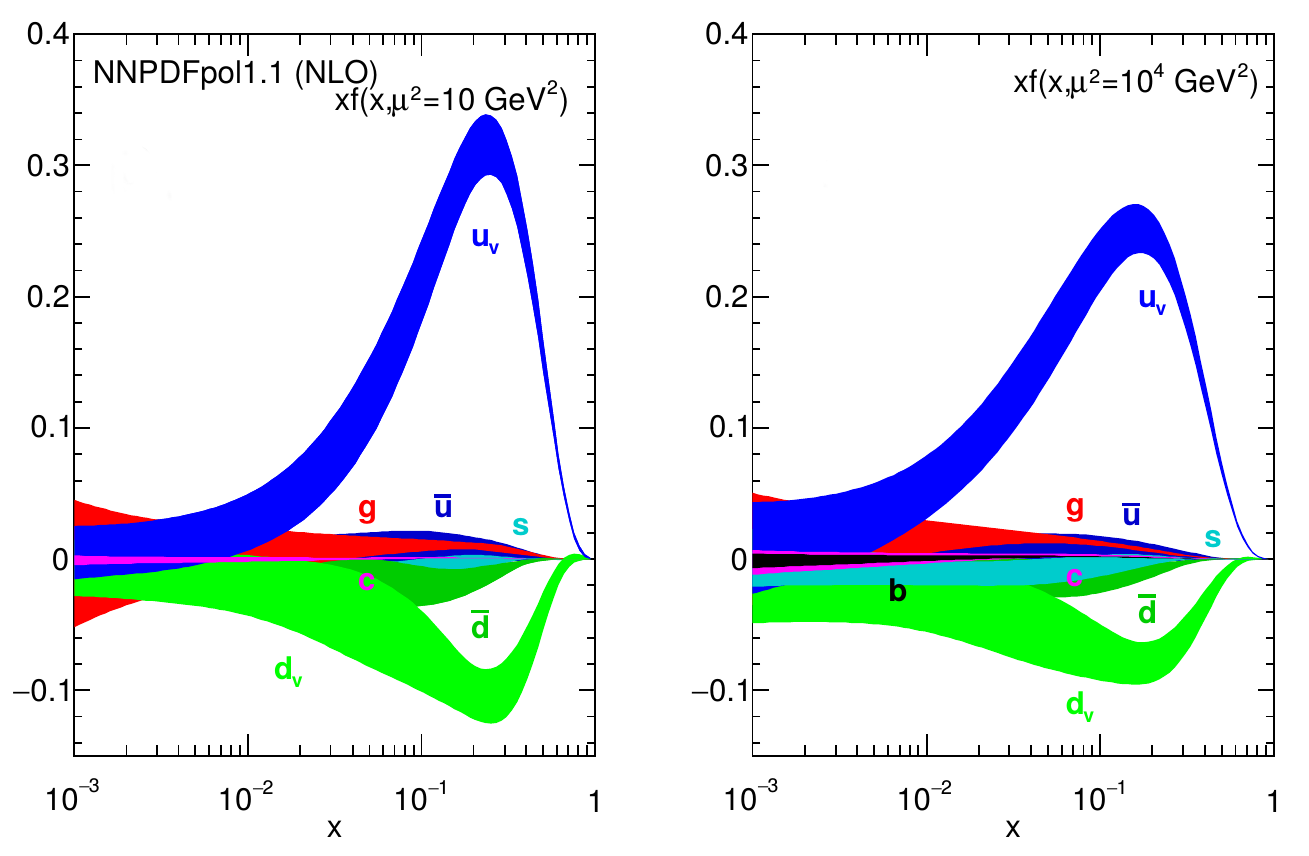 0.4
NNPDFpol1.1 (NLO)
xf(x,μ²=10 GeV²)
0.3
u_v
0.2
0.1
g
u̅
s
0
c
d̅
d_v
−0.1
10⁻³
10⁻²
10⁻¹
1
x
0.4
xf(x,μ²=10⁴ GeV²)
0.3
0.2
u_v
0.1
g
u̅
s
0
c
b
d̅
d_v
−0.1
10⁻³
10⁻²
10⁻¹
1
x